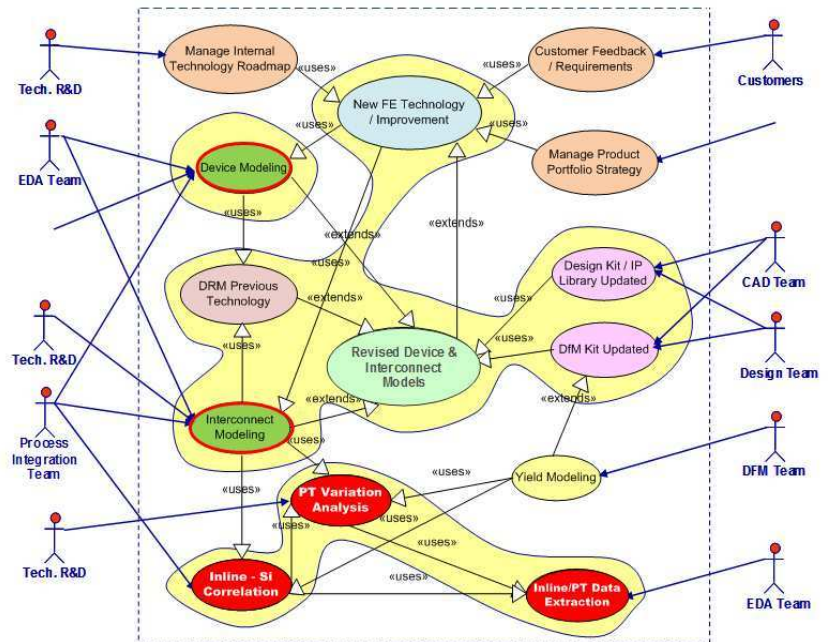 Manage Internal
Technology Roadmap
Customer Feedback
/ Requirements
«uses»
«uses»
Tech. R&D
Customers
New FE Technology
/ Improvement
«uses»
«uses»
Device Modeling
Manage Product
Portfolio Strategy
EDA Team
«uses»
«extends»
«extends»
«uses»
DRM Previous
Technology
Design Kit / IP
Library Updated
CAD Team
«extends»
«uses»
«uses»
Revised Device &
Interconnect
Models
DfM Kit Updated
Tech. R&D
«uses»
Design Team
Interconnect
Modeling
«extends»
«extends»
«uses»
Process
Integration
Team
«uses»
«uses»
Yield Modeling
DFM Team
PT Variation
Analysis
«uses»
«uses»
«uses»
Tech. R&D
Inline - Si
Correlation
«uses»
Inline/PT Data
Extraction
EDA Team